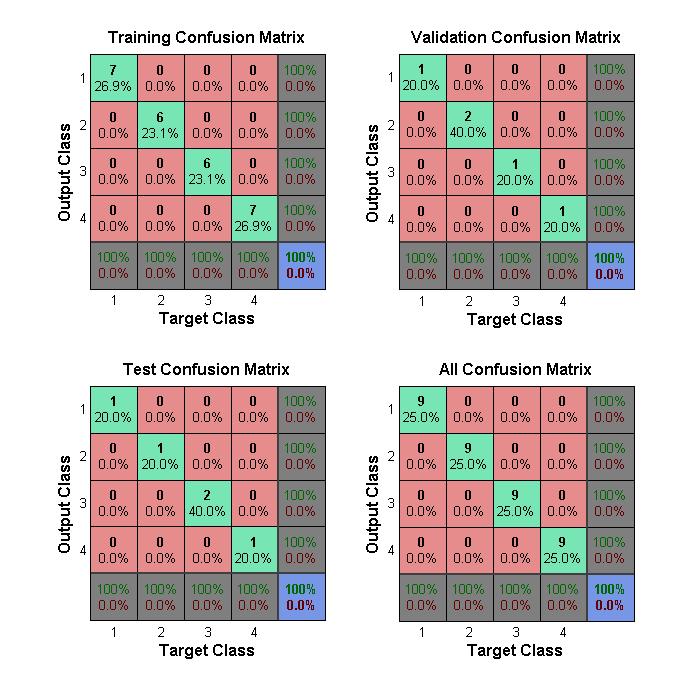 Training Confusion Matrix
Output Class
1 7 0 0 0 100%
26.9% 0.0% 0.0% 0.0% 0.0%
2 0 6 0 0 100%
0.0% 23.1% 0.0% 0.0% 0.0%
3 0 0 6 0 100%
0.0% 0.0% 23.1% 0.0% 0.0%
4 0 0 0 7 100%
0.0% 0.0% 0.0% 26.9% 0.0%
100% 100% 100% 100% 100%
0.0% 0.0% 0.0% 0.0% 0.0%
1 2 3 4
Target Class
Validation Confusion Matrix
Output Class
1 1 0 0 0 100%
20.0% 0.0% 0.0% 0.0% 0.0%
2 0 2 0 0 100%
0.0% 40.0% 0.0% 0.0% 0.0%
3 0 0 1 0 100%
0.0% 0.0% 20.0% 0.0% 0.0%
4 0 0 0 1 100%
0.0% 0.0% 0.0% 20.0% 0.0%
100% 100% 100% 100% 100%
0.0% 0.0% 0.0% 0.0% 0.0%
1 2 3 4
Target Class
Test Confusion Matrix
Output Class
1 1 0 0 0 100%
20.0% 0.0% 0.0% 0.0% 0.0%
2 0 1 0 0 100%
0.0% 20.0% 0.0% 0.0% 0.0%
3 0 0 2 0 100%
0.0% 0.0% 40.0% 0.0% 0.0%
4 0 0 0 1 100%
0.0% 0.0% 0.0% 20.0% 0.0%
100% 100% 100% 100% 100%
0.0% 0.0% 0.0% 0.0% 0.0%
1 2 3 4
Target Class
All Confusion Matrix
Output Class
1 9 0 0 0 100%
25.0% 0.0% 0.0% 0.0% 0.0%
2 0 9 0 0 100%
0.0% 25.0% 0.0% 0.0% 0.0%
3 0 0 9 0 100%
0.0% 0.0% 25.0% 0.0% 0.0%
4 0 0 0 9 100%
0.0% 0.0% 0.0% 25.0% 0.0%
100% 100% 100% 100% 100%
0.0% 0.0% 0.0% 0.0% 0.0%
1 2 3 4
Target Class